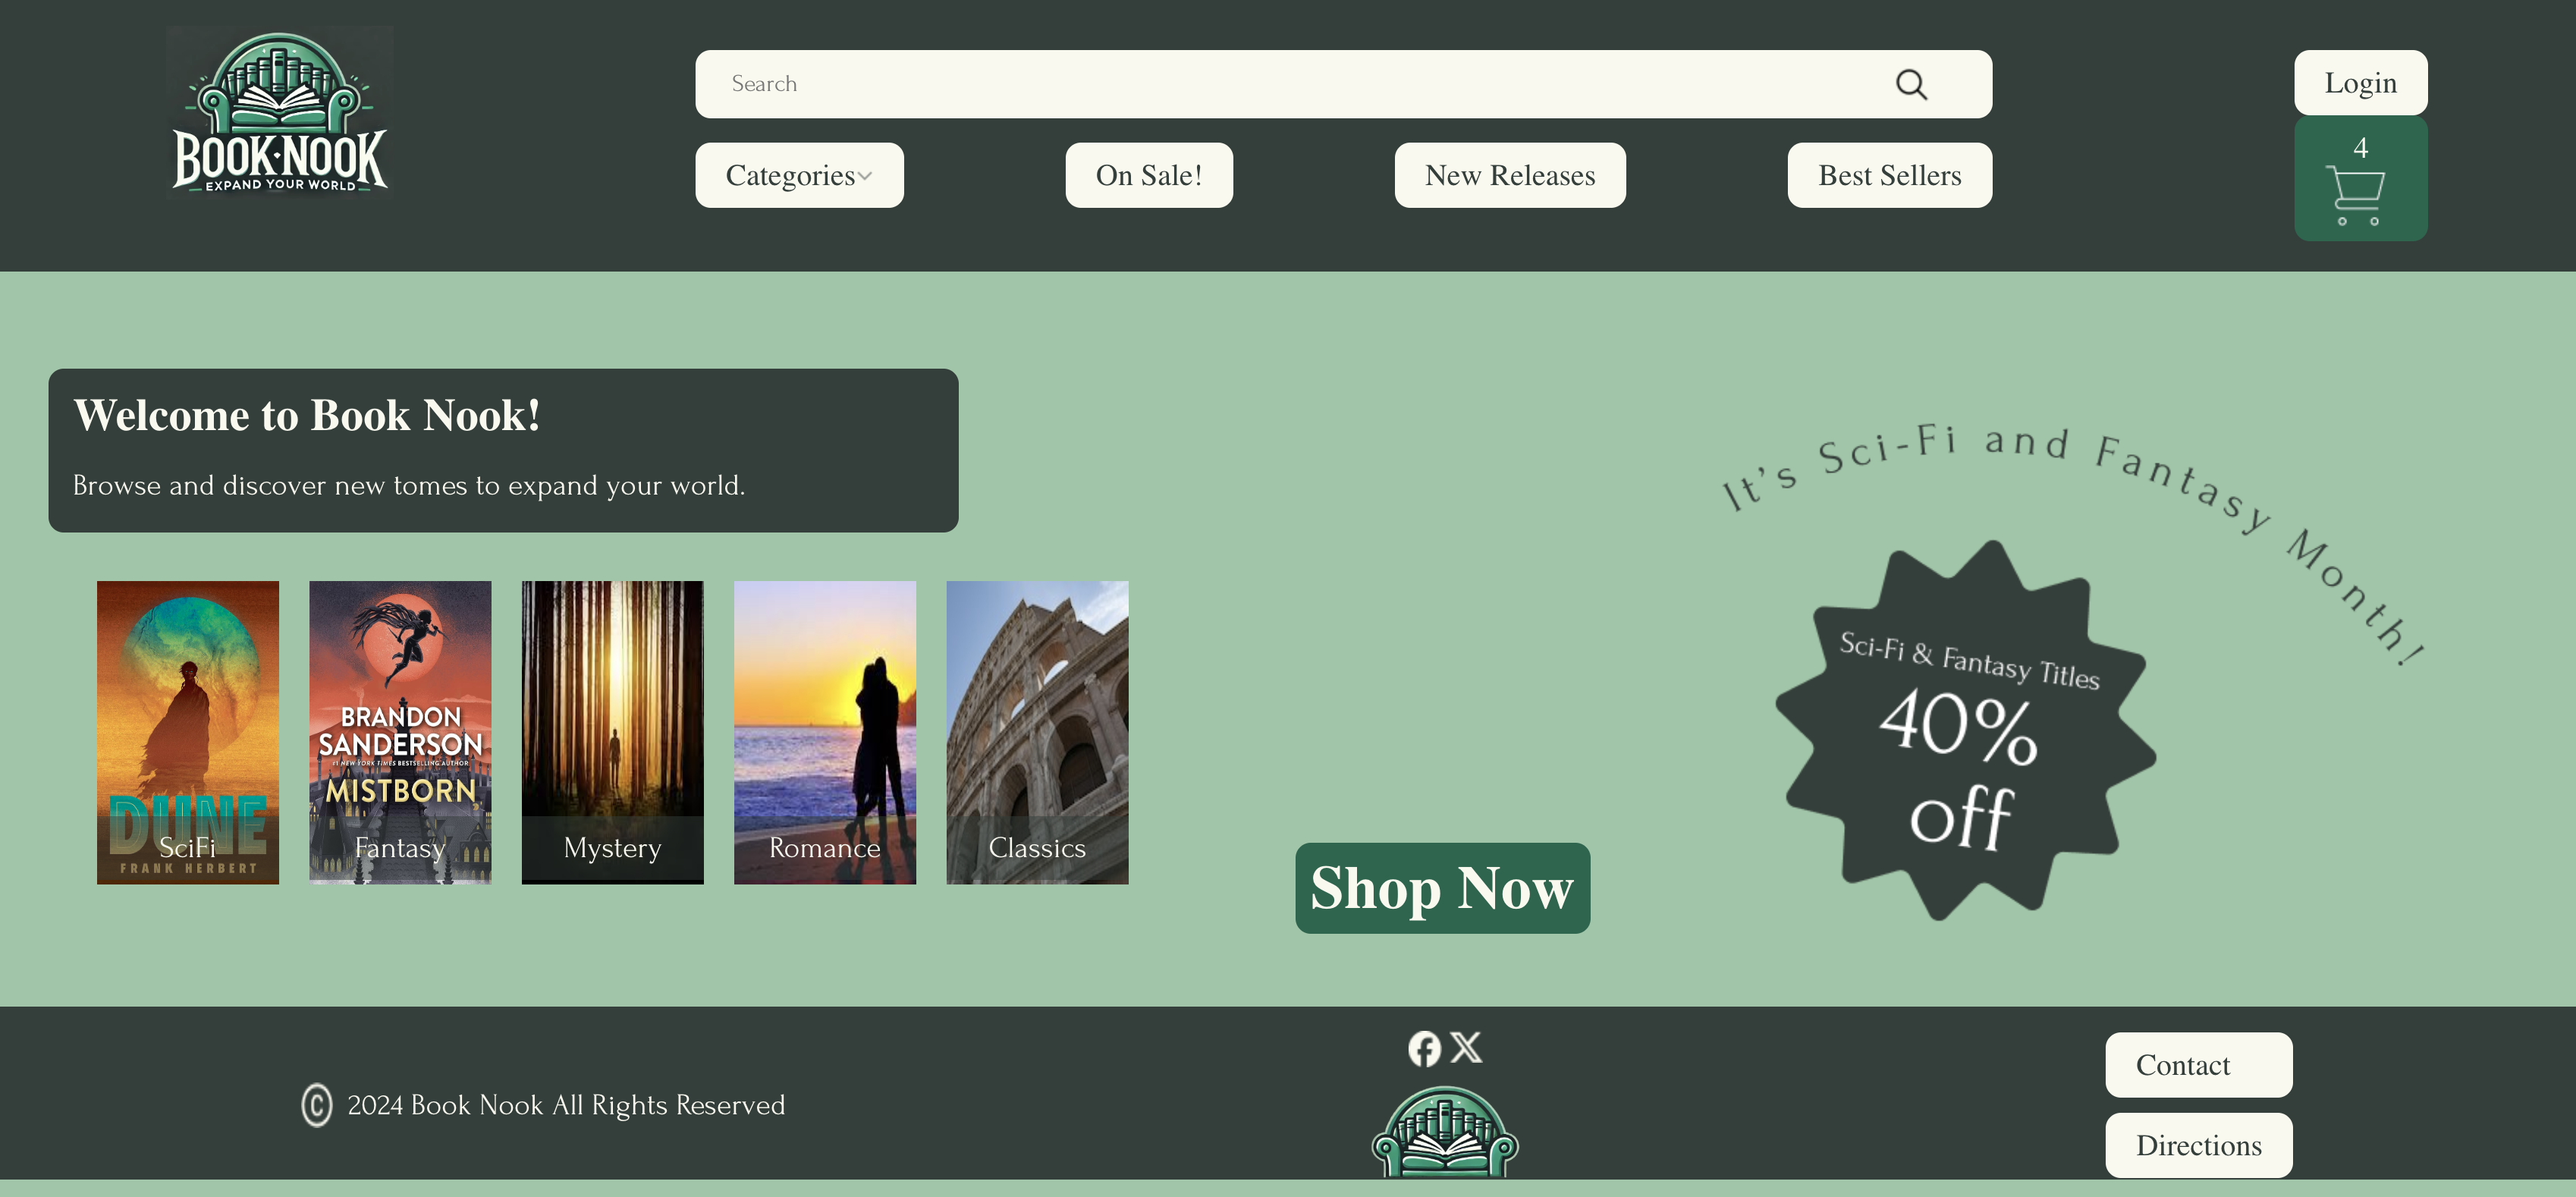 BOOK·NOOK
EXPAND YOUR WORLD
Search
Login
4
Categories
On Sale!
New Releases
Best Sellers
Welcome to Book Nook!
Browse and discover new tomes to expand your world.
It's Sci-Fi and Fantasy Month!
Sci-Fi & Fantasy Titles
40%
off
DUNE
SciFi
FRANK HERBERT
BRANDON
SANDERSON
#1 NEW YORK TIMES BESTSELLING AUTHOR
MISTBORN
Fantasy
Mystery
Romance
Classics
Shop Now
© 2024 Book Nook All Rights Reserved
Contact
Directions